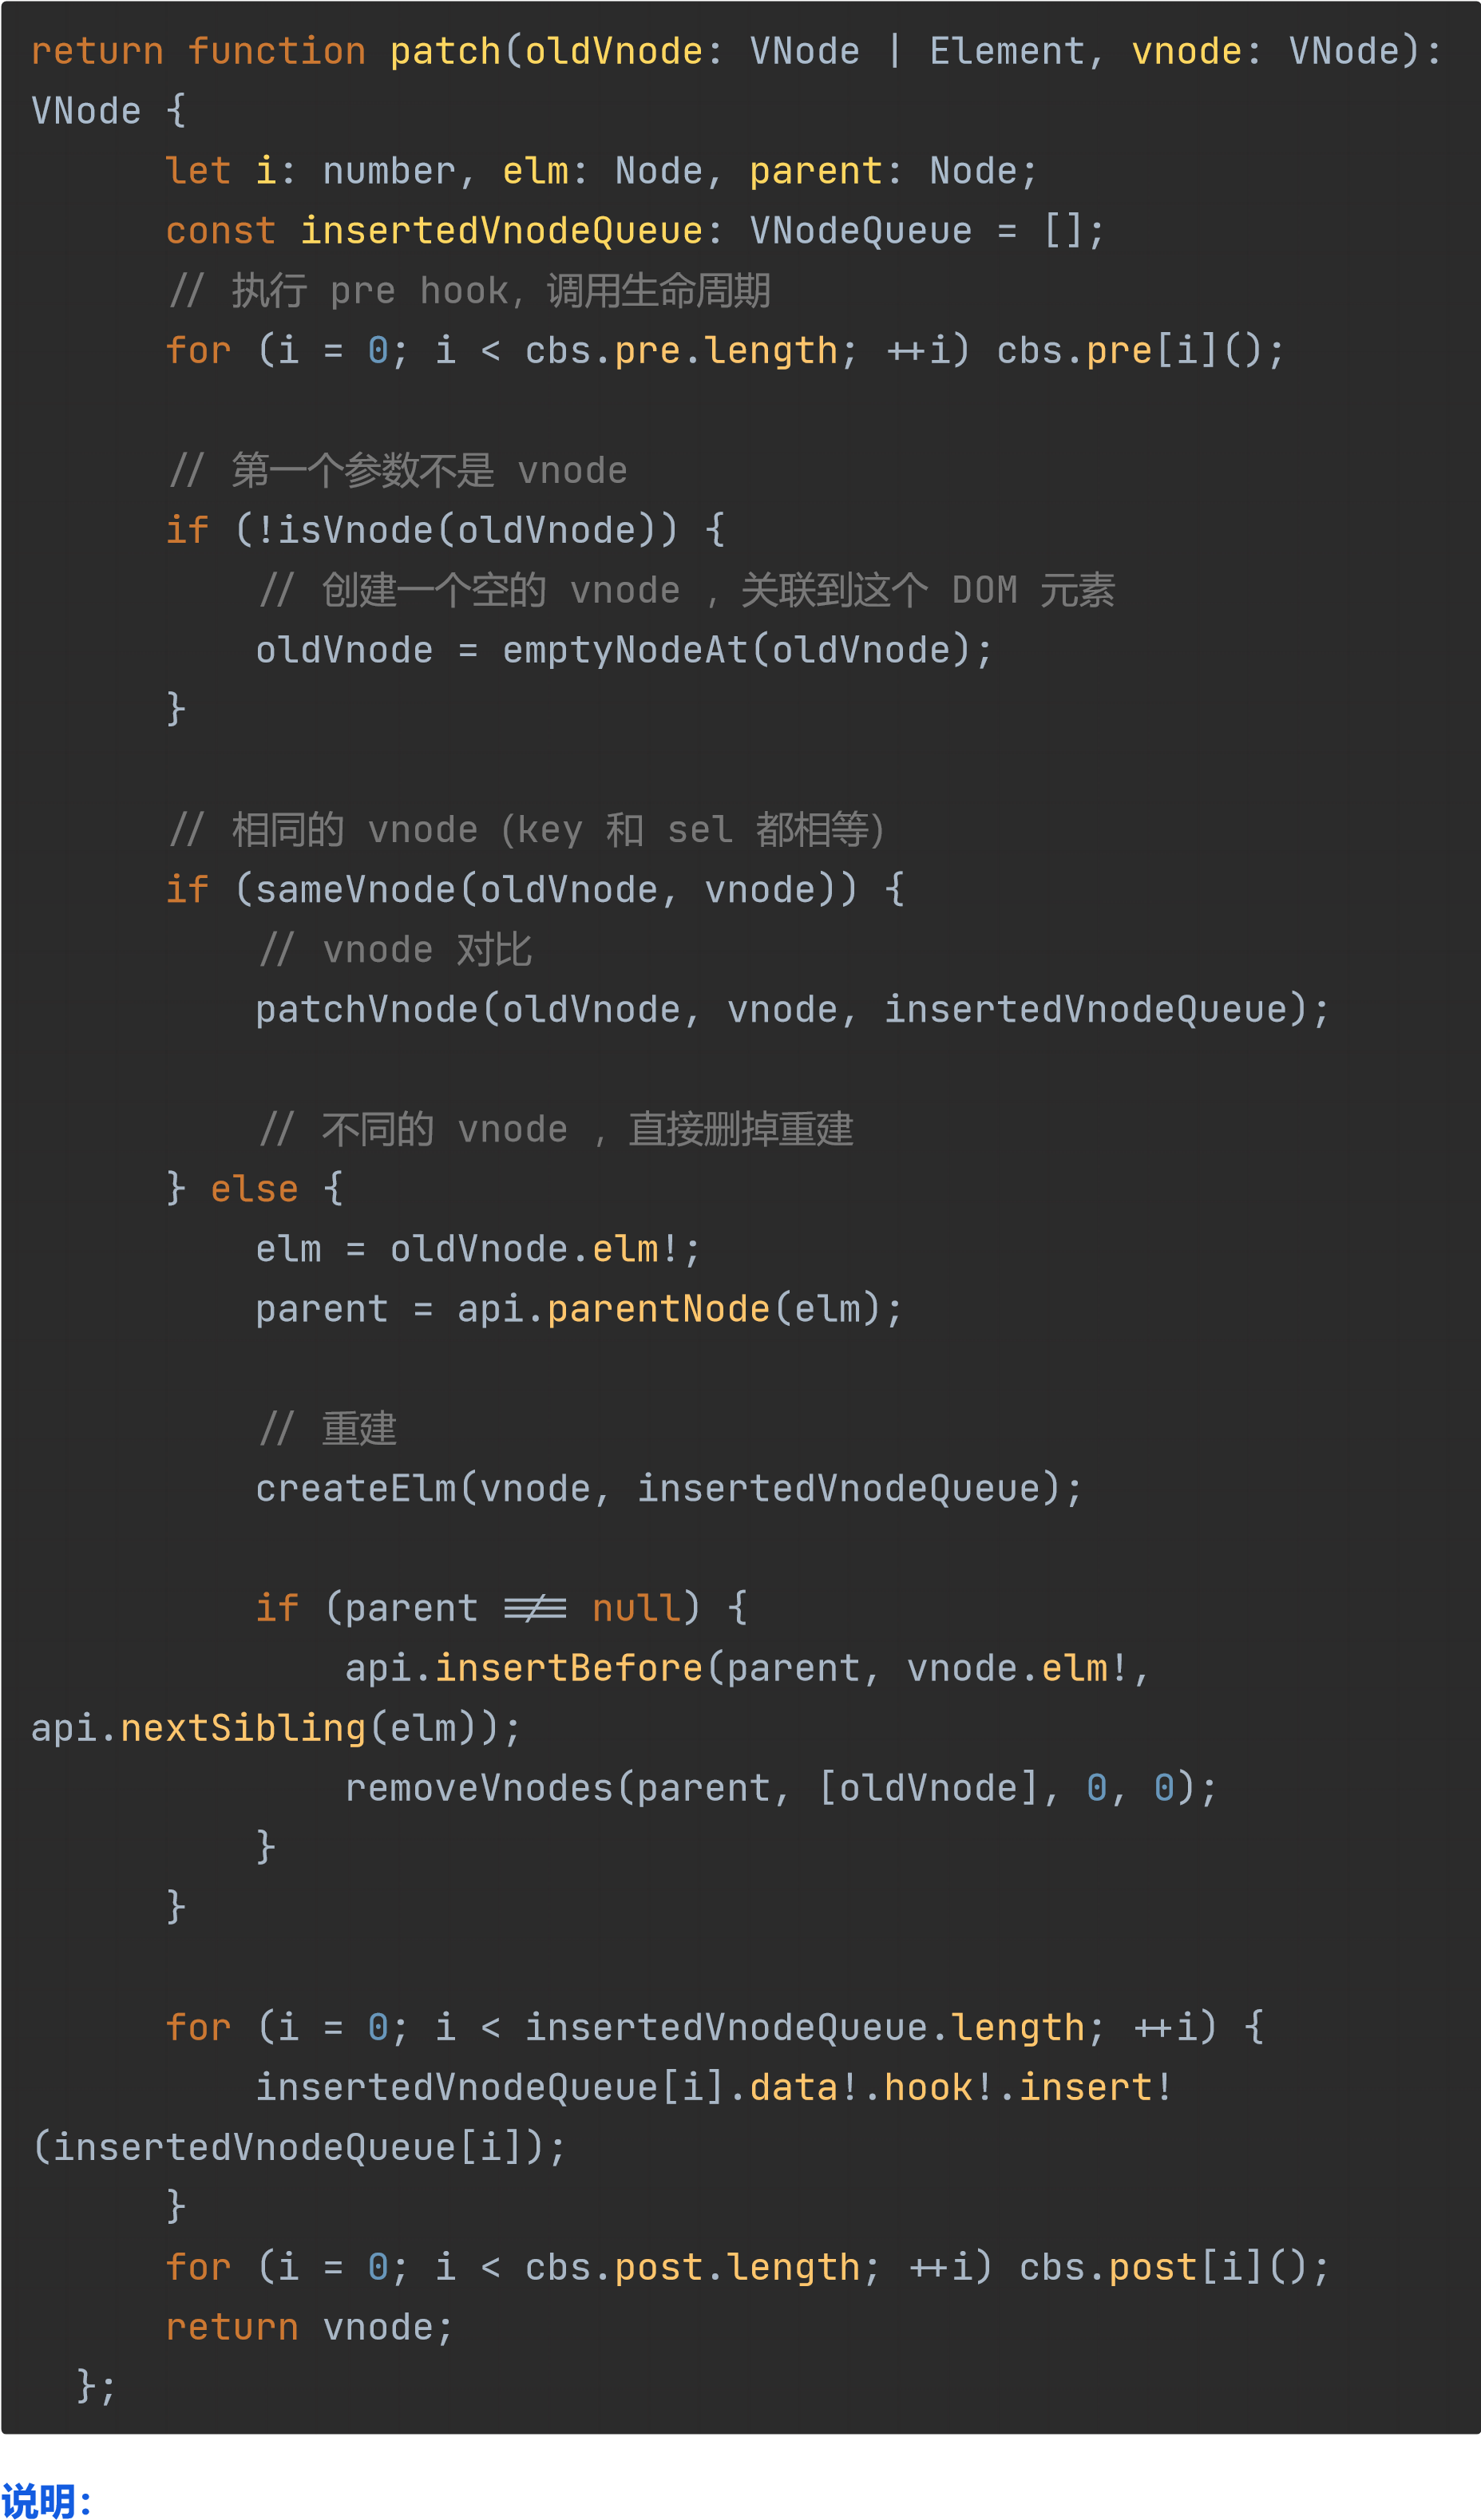 return function patch(oldVnode: VNode | Element, vnode: VNode):
VNode {
let i: number, elm: Node, parent: Node;
const insertedVnodeQueue: VNodeQueue = [];
// 执行 pre hook, 调用生命周期
for (i = 0; i < cbs.pre.length; ++i) cbs.pre[i]();
// 第一个参数不是 vnode
if (!isVnode(oldVnode)) {
// 创建一个空的 vnode , 关联到这个 DOM 元素
oldVnode = emptyNodeAt(oldVnode);
}
// 相同的 vnode (key 和 sel 都相等)
if (sameVnode(oldVnode, vnode)) {
// vnode 对比
patchVnode(oldVnode, vnode, insertedVnodeQueue);
// 不同的 vnode , 直接删掉重建
} else {
elm = oldVnode.elm!;
parent = api.parentNode(elm);
// 重建
createElm(vnode, insertedVnodeQueue);
if (parent !== null) {
api.insertBefore(parent, vnode.elm!,
api.nextSibling(elm));
removeVnodes(parent, [oldVnode], 0, 0);
}
}
for (i = 0; i < insertedVnodeQueue.length; ++i) {
insertedVnodeQueue[i].data!.hook!.insert!
(insertedVnodeQueue[i]);
}
for (i = 0; i < cbs.post.length; ++i) cbs.post[i]();
return vnode;
};
说明: